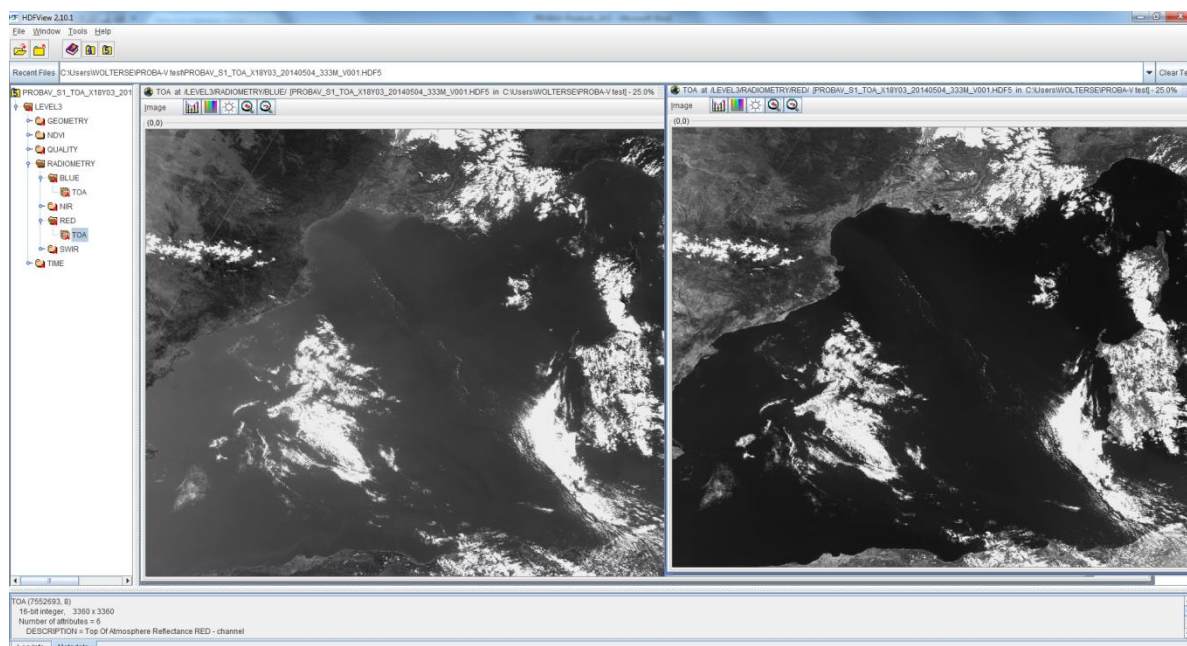 HDFView 2.10.1
File Window Tools Help
Recent Files C:\Users\WOLTERSE\PROBA-V test\PROBAV_S1_TOA_X18Y03_20140504_333M_V001.HDF5 Clear Te
PROBAV_S1_TOA_X18Y03_201
LEVEL3
GEOMETRY
NDVI
QUALITY
RADIOMETRY
BLUE
TOA
NIR
RED
TOA
SWIR
TIME
TOA at /LEVEL3/RADIOMETRY/BLUE/ [PROBAV_S1_TOA_X18Y03_20140504_333M_V001.HDF5 in C:\Users\WOLTERSE\PROBA-V test] - 25.0%
Image
(0,0)
TOA at /LEVEL3/RADIOMETRY/RED/ [PROBAV_S1_TOA_X18Y03_20140504_333M_V001.HDF5 in C:\Users\WOLTERSE\PROBA-V test] - 25.0%
Image
(0,0)
TOA (7552693, 8)
16-bit integer, 3360 x 3360
Number of attributes = 6
DESCRIPTION = Top Of Atmosphere Reflectance RED - channel